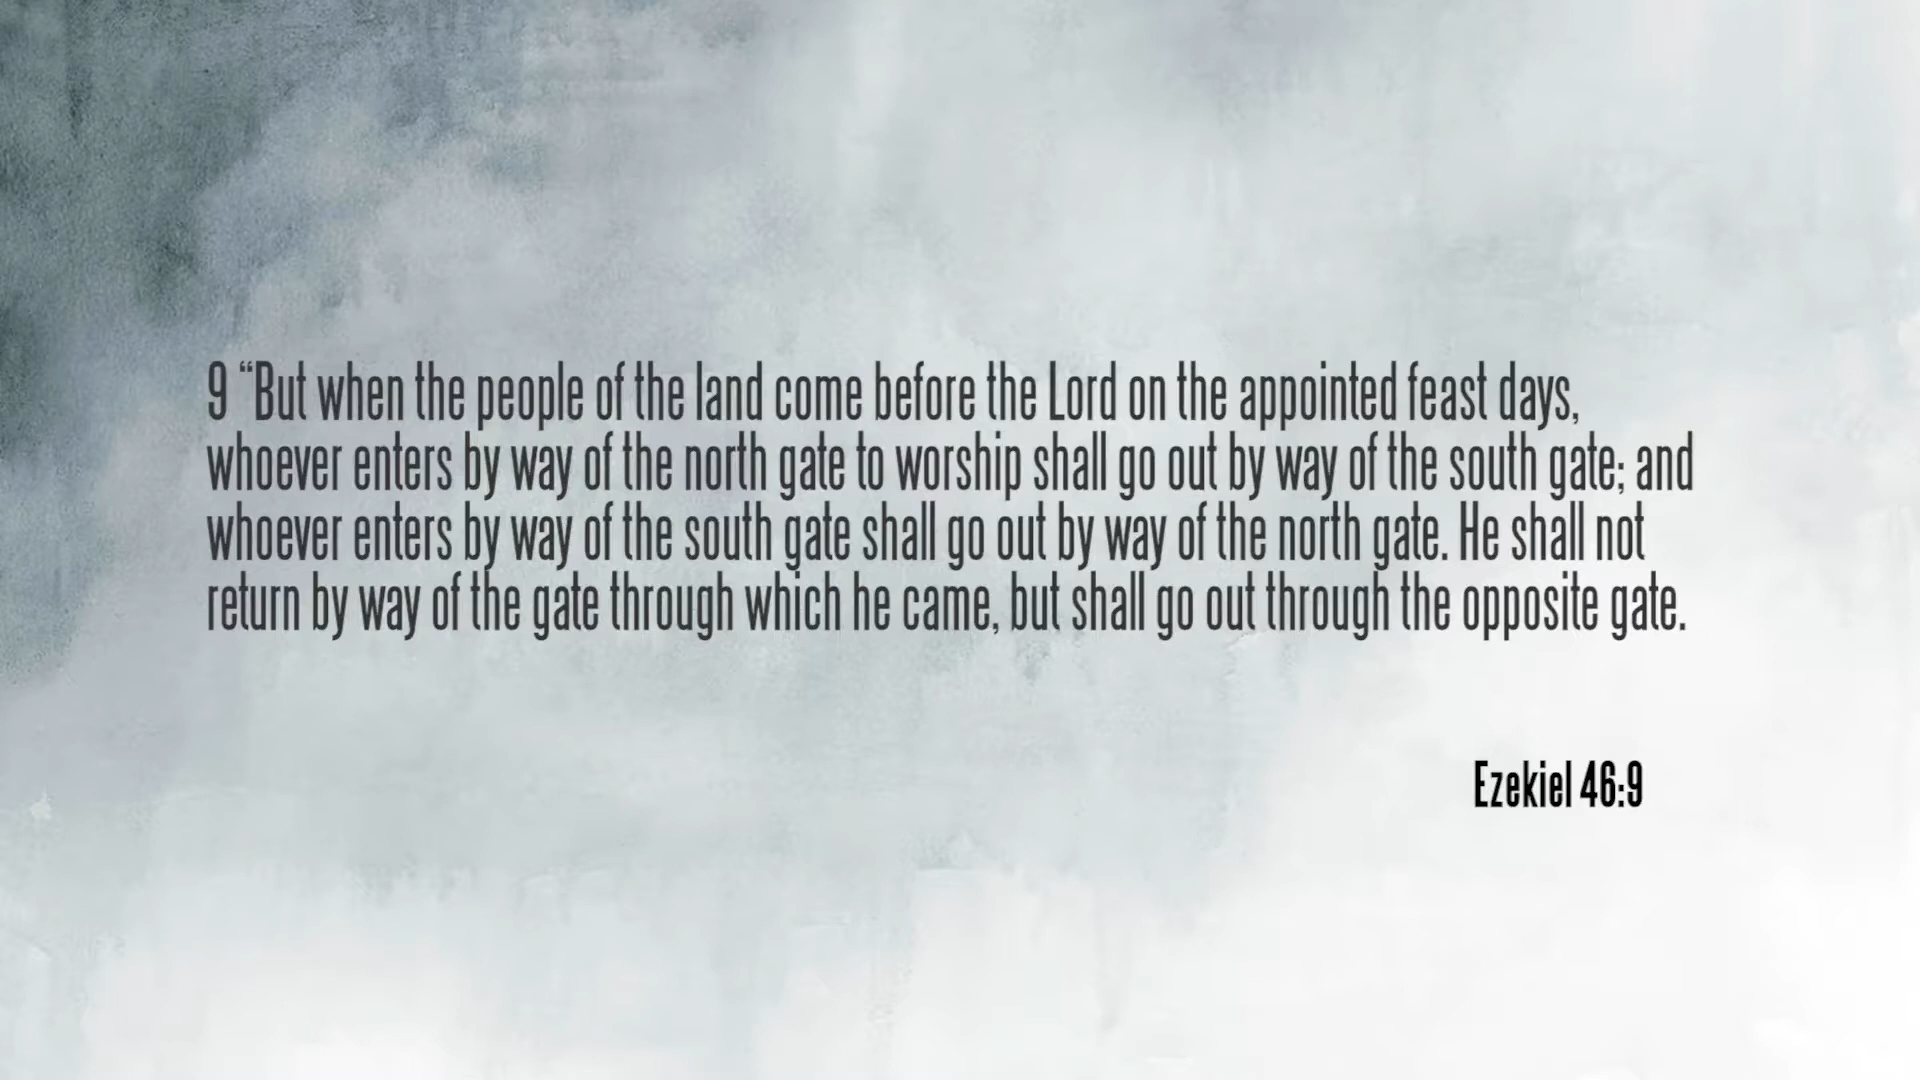 9 “But when the people of the land come before the Lord on the appointed feast days,
whoever enters by way of the north gate to worship shall go out by way of the south gate; and
whoever enters by way of the south gate shall go out by way of the north gate. He shall not
return by way of the gate through which he came, but shall go out through the opposite gate.
Ezekiel 46:9